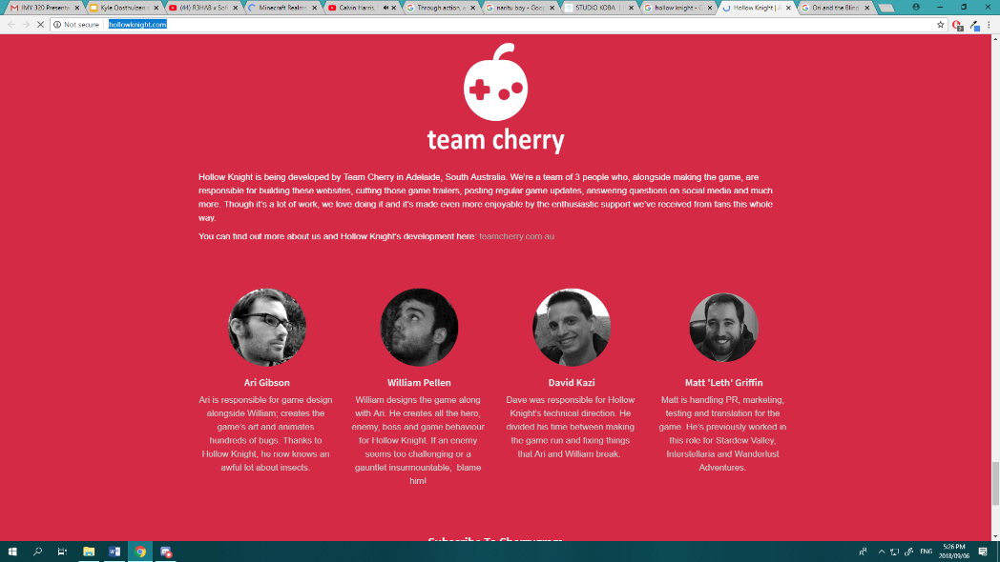 IMY 320 Presenta
Kyle Oosthuizen
(44) R3HAB x Sof
Minecraft Realms
Calvin Harris,
Through action, a
naritu boy - Goog
STUDIO KOBA |
hollow knight - G
Hollow Knight | A
Ori and the Blind
Not secure
hollowknight.com
team cherry
Hollow Knight is being developed by Team Cherry in Adelaide, South Australia. We're a team of 3 people who, alongside making the game, are
responsible for building these websites, cutting those game trailers, posting regular game updates, answering questions on social media and much
more. Though it's a lot of work, we love doing it and it's made even more enjoyable by the enthusiastic support we've received from fans this whole
way.
You can find out more about us and Hollow Knight's development here: teamcherry.com.au
Ari Gibson
Ari is responsible for game design
alongside William; creates the
game's art and animates
hundreds of bugs. Thanks to
Hollow Knight, he now knows an
awful lot about insects.
William Pellen
William designs the game along
with Ari. He creates all the hero,
enemy, boss and game behaviour
for Hollow Knight. If an enemy
seems too challenging or a
gauntlet insurmountable, blame
him!
David Kazi
Dave was responsible for Hollow
Knight's technical direction. He
divided his time between making
the game run and fixing things
that Ari and William break.
Matt 'Leth' Griffin
Matt is handling PR, marketing,
testing and translation for the
game. He's previously worked in
this role for Stardew Valley,
Interstellaria and Wanderlust
Adventures.
Subscribe To Cherrygram
ENG
5:26 PM
2018/09/06